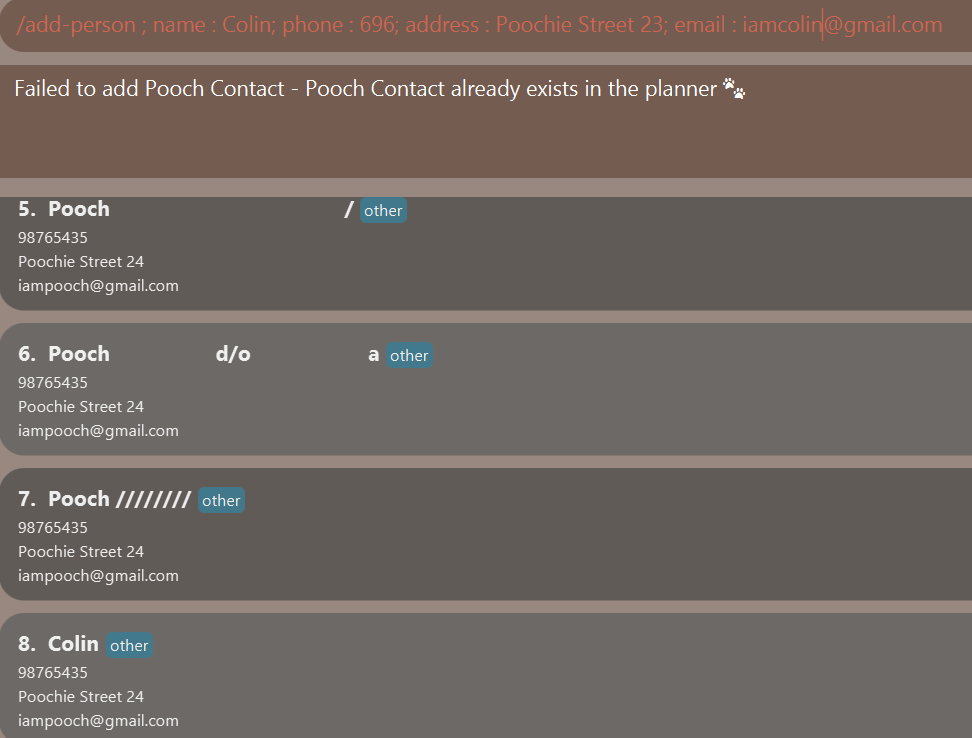 /add-person ; name : Colin; phone : 696; address : Poochie Street 23; email : iamcolin@gmail.com
Failed to add Pooch Contact - Pooch Contact already exists in the planner 🐾
5. Pooch / other
98765435
Poochie Street 24
iampooch@gmail.com
6. Pooch d/o a other
98765435
Poochie Street 24
iampooch@gmail.com
7. Pooch //////// other
98765435
Poochie Street 24
iampooch@gmail.com
8. Colin other
98765435
Poochie Street 24
iampooch@gmail.com